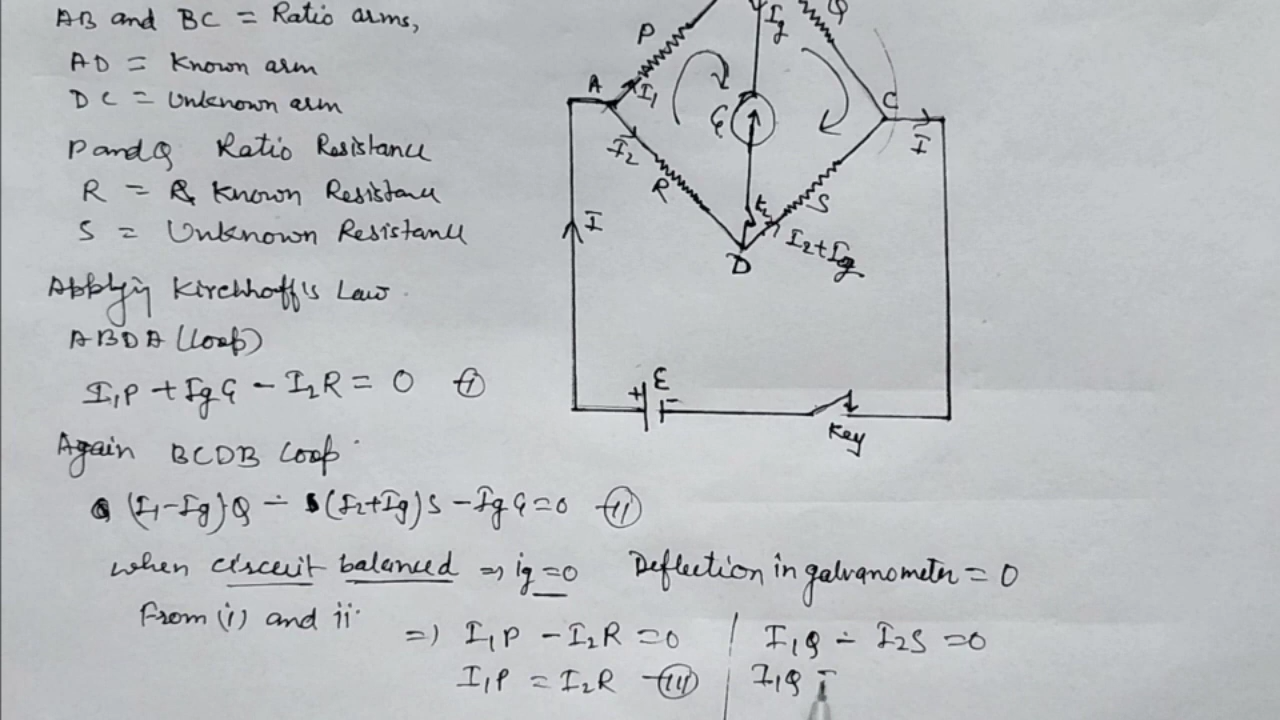 AB and BC = Ratio arms,
AD = Known arm
DC = Unknown arm
P and Q Ratio Resistance
R = Known Resistance
S = Unknown Resistance
Applyin Kirchhoff's Law
ABDA (loop)
I₁P + IgG - I₂R = 0 (i)
Again BCDB loop
(I₁-Ig)Q - (I₂+Ig)S - IgG = 0 (ii)
when circuit balanced ⇒ ig=0 Deflection in galvanometer = 0
from (i) and ii
⇒) I₁P - I₂R = 0 | I₁Q - I₂S = 0
I₁P = I₂R (iii) | I₁Q =
P
Q
Ig
A
I₁
G
C
I
I₂
R
S
I
D
I₂+Ig
E
+ -
Key